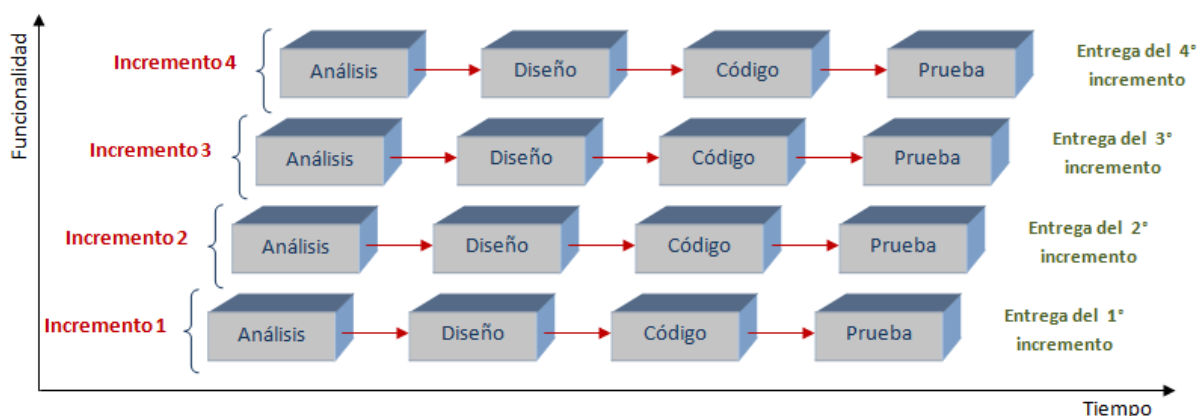 Funcionalidad
Incremento 4
Análisis
Diseño
Código
Prueba
Entrega del 4°
incremento
Incremento 3
Análisis
Diseño
Código
Prueba
Entrega del 3°
incremento
Incremento 2
Análisis
Diseño
Código
Prueba
Entrega del 2°
incremento
Incremento 1
Análisis
Diseño
Código
Prueba
Entrega del 1°
incremento
Tiempo